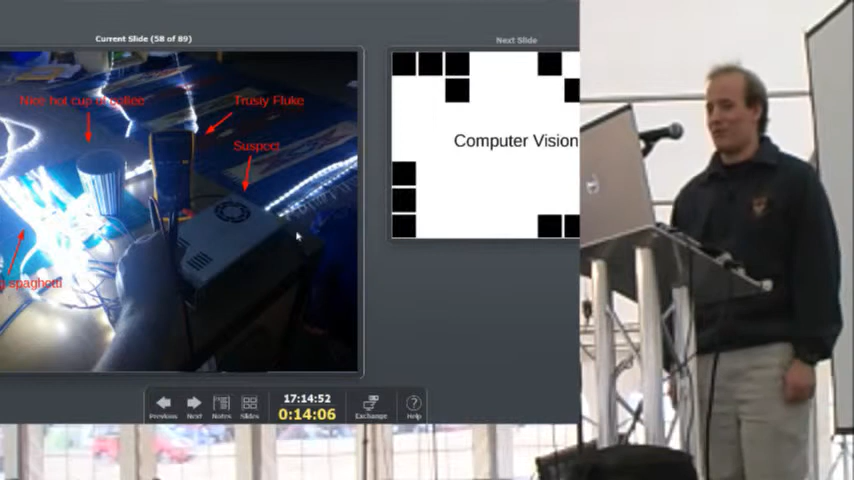 Current Slide (58 of 89)
Next Slide
Nice hot cup of coffee
Trusty Fluke
Suspect
spaghetti
Computer Vision
17:14:52
0:14:06
Previous
Next
Notes
Slides
Exchange
Help